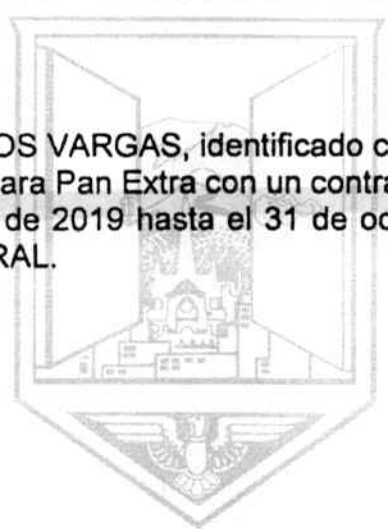 OS VARGAS, identificado c
ara Pan Extra con un contra
de 2019 hasta el 31 de oc
RAL.